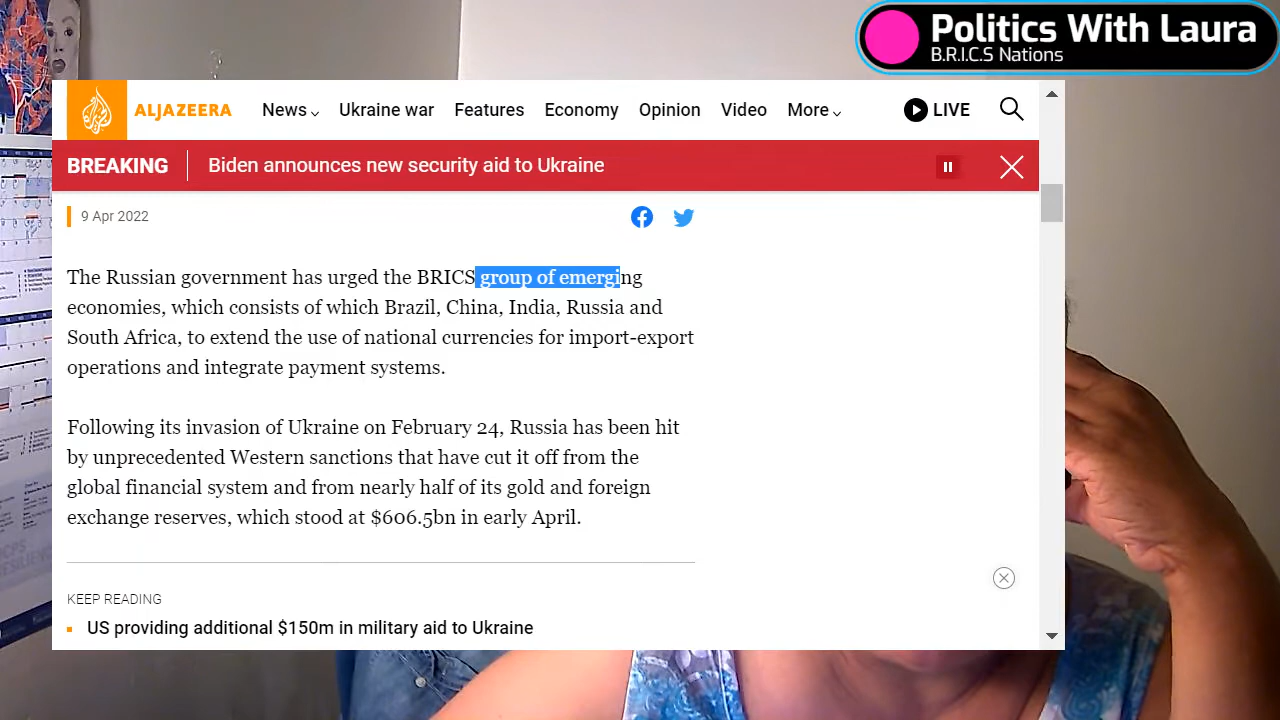 Politics With Laura
B.R.I.C.S Nations
ALJAZEERA
News
Ukraine war
Features
Economy
Opinion
Video
More
LIVE
BREAKING
Biden announces new security aid to Ukraine
9 Apr 2022
The Russian government has urged the BRICS group of emerging
economies, which consists of which Brazil, China, India, Russia and
South Africa, to extend the use of national currencies for import-export
operations and integrate payment systems.
Following its invasion of Ukraine on February 24, Russia has been hit
by unprecedented Western sanctions that have cut it off from the
global financial system and from nearly half of its gold and foreign
exchange reserves, which stood at $606.5bn in early April.
KEEP READING
US providing additional $150m in military aid to Ukraine